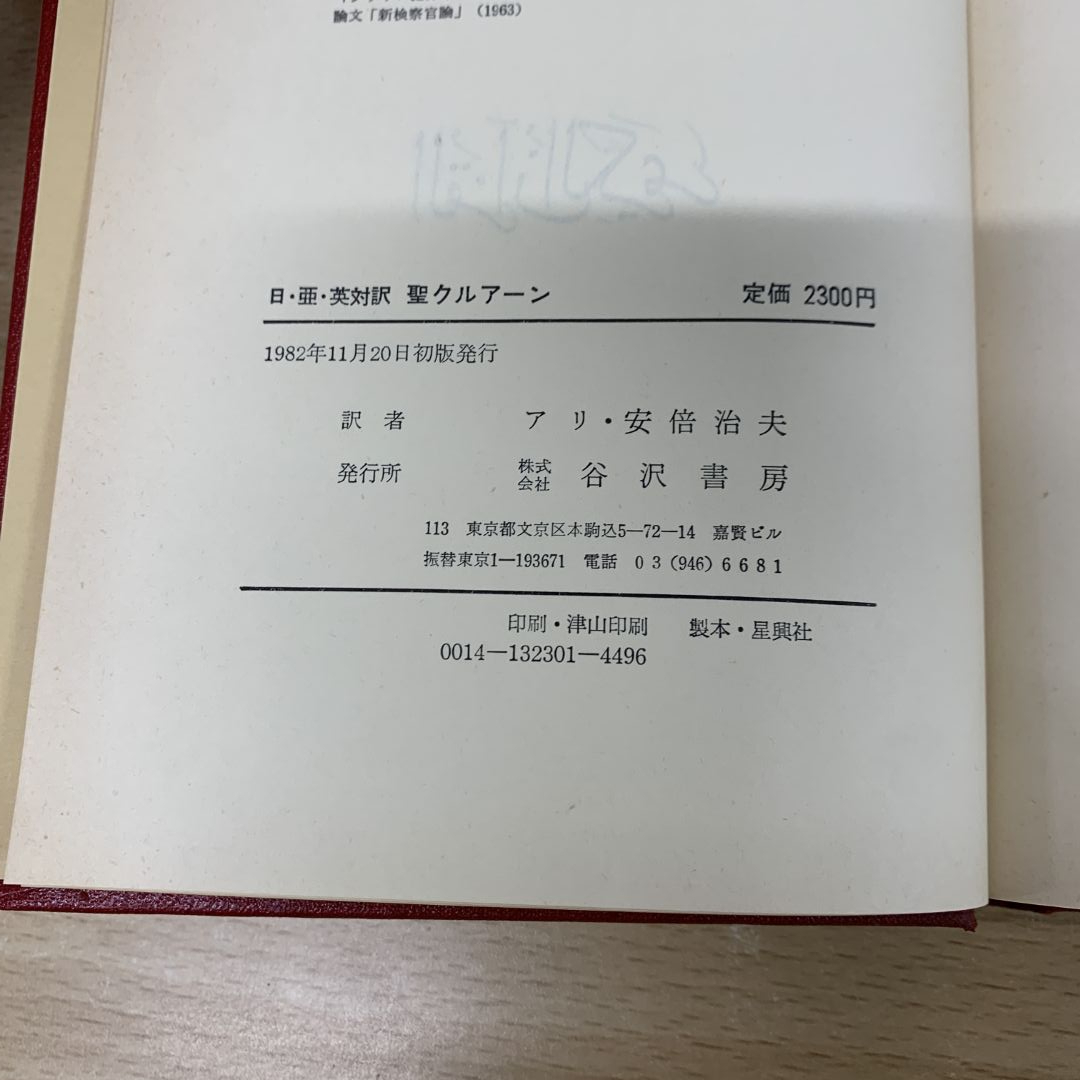 論文「新検察官論」(1963)
日・亜・英対訳 聖クルアーン 定価 2300円
1982年11月20日初版発行
訳者 アリ・安倍治夫
発行所 株式会社 谷沢書房
113 東京都文京区本駒込5—72—14 嘉賢ビル
振替東京1—193671 電話 03(946)6681
印刷・津山印刷 製本・星興社
0014—132301—4496